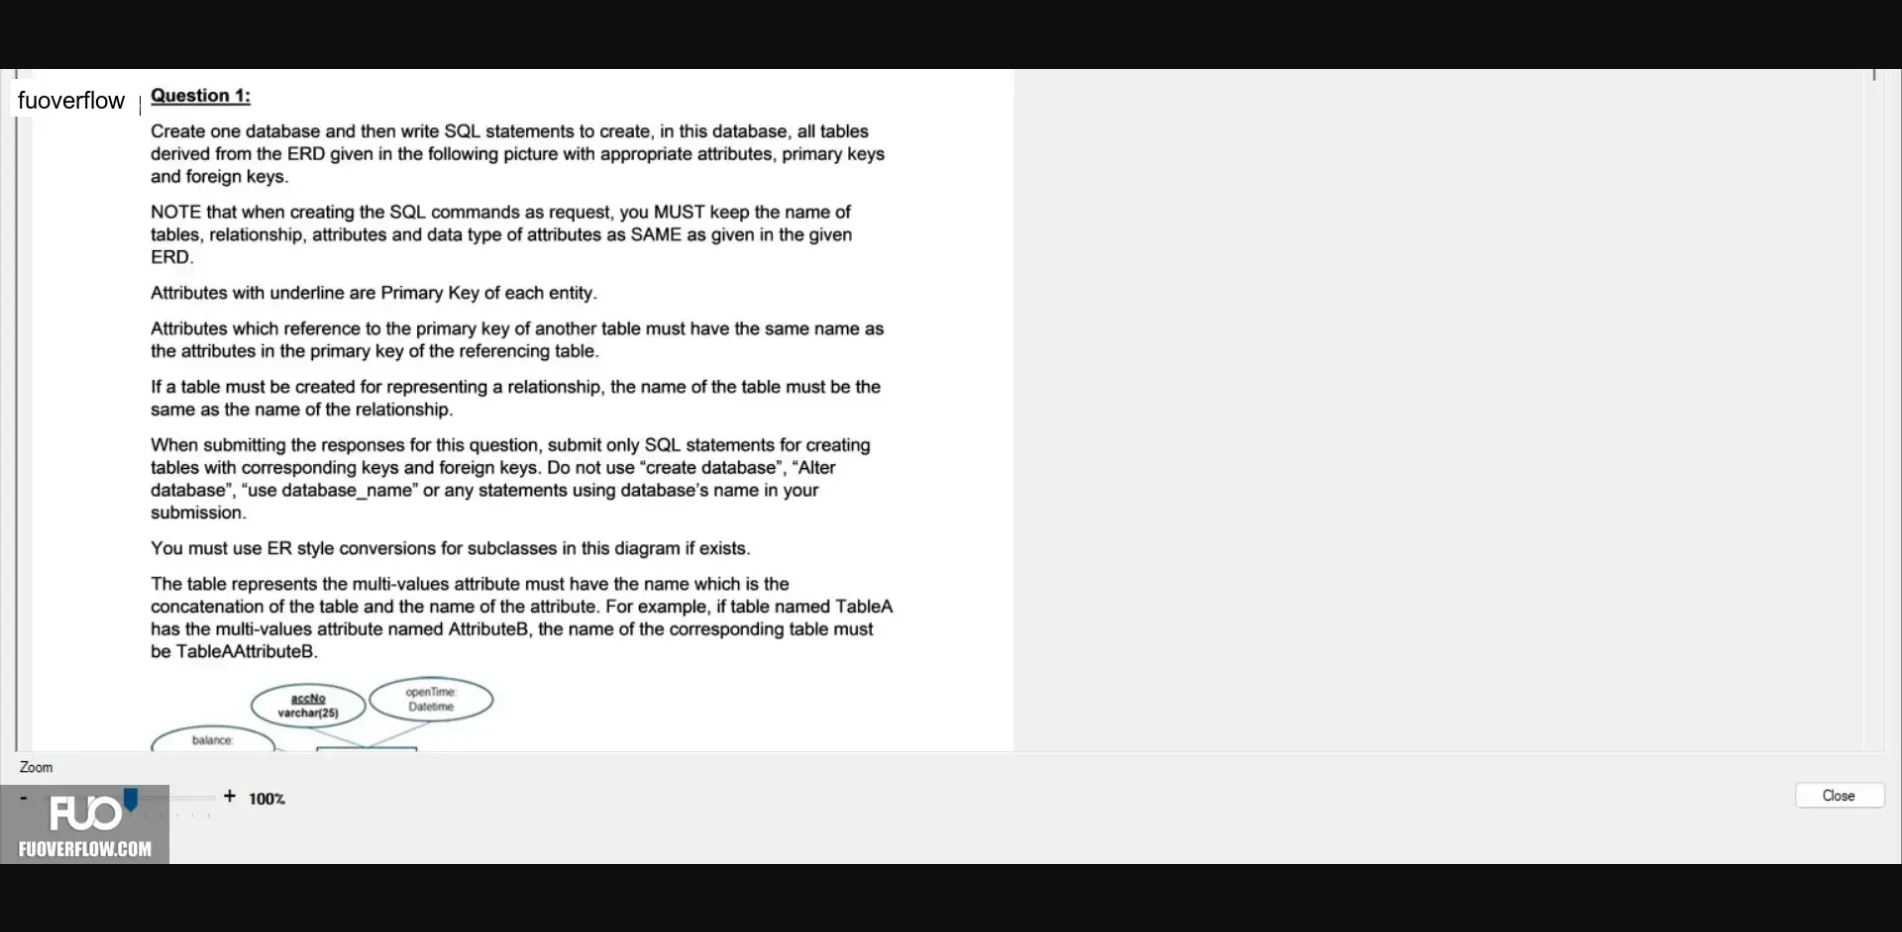 fuoverflow
Question 1:
Create one database and then write SQL statements to create, in this database, all tables
derived from the ERD given in the following picture with appropriate attributes, primary keys
and foreign keys.
NOTE that when creating the SQL commands as request, you MUST keep the name of
tables, relationship, attributes and data type of attributes as SAME as given in the given
ERD.
Attributes with underline are Primary Key of each entity.
Attributes which reference to the primary key of another table must have the same name as
the attributes in the primary key of the referencing table.
If a table must be created for representing a relationship, the name of the table must be the
same as the name of the relationship.
When submitting the responses for this question, submit only SQL statements for creating
tables with corresponding keys and foreign keys. Do not use “create database”, “Alter
database”, “use database_name” or any statements using database’s name in your
submission.
You must use ER style conversions for subclasses in this diagram if exists.
The table represents the multi-values attribute must have the name which is the
concatenation of the table and the name of the attribute. For example, if table named TableA
has the multi-values attribute named AttributeB, the name of the corresponding table must
be TableAAttributeB.
accNo
varchar(25)
openTime:
Datetime
balance:
Zoom
- + 100%
Close
FUO
FUOVERFLOW.COM